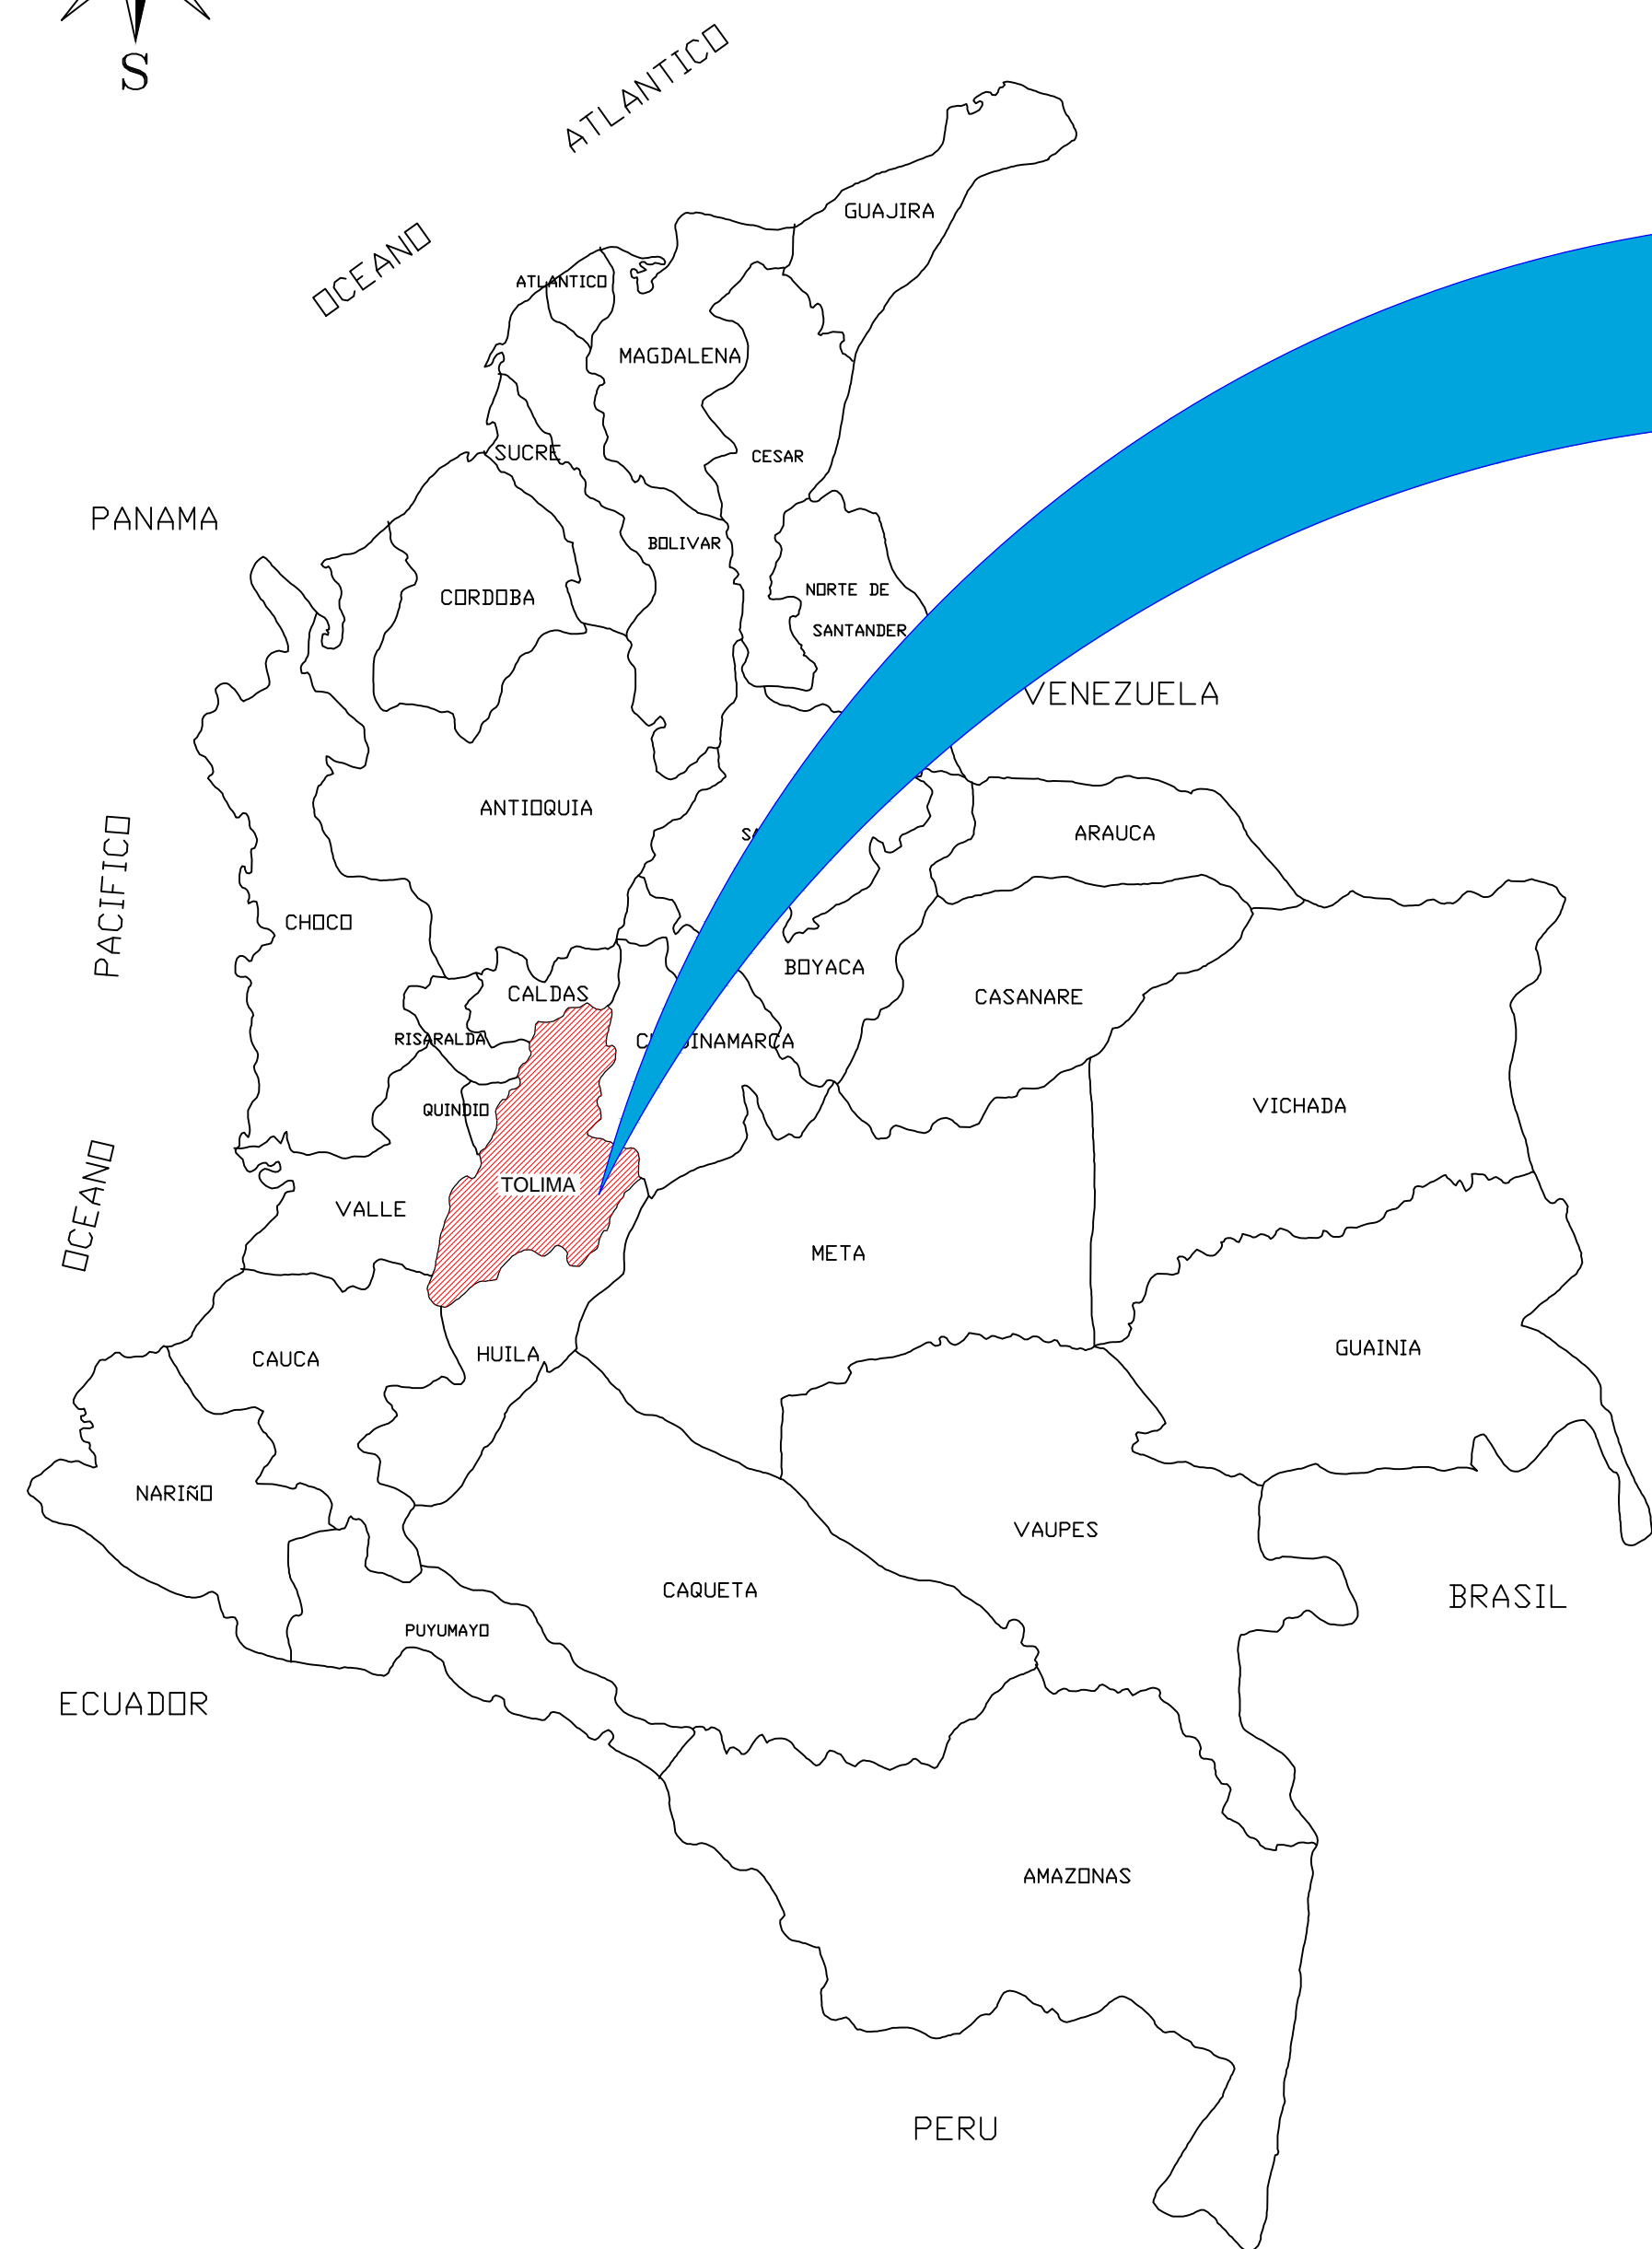 S
ATLANTICO
OCEANO
GUAJIRA
ATLANTICO
MAGDALENA
SUCRE
CESAR
PANAMA
BOLIVAR
CORDOBA
NORTE DE
SANTANDER
VENEZUELA
ANTIOQUIA
ARAUCA
PACIFICO
CHOCO
BOYACA
CALDAS
CASANARE
RISARALDA
VICHADA
QUINDIO
OCEANO
TOLIMA
VALLE
META
CAUCA
HUILA
GUAINIA
NARIÑO
VAUPES
CAQUETA
BRASIL
PUYUMAYO
ECUADOR
AMAZONAS
PERU